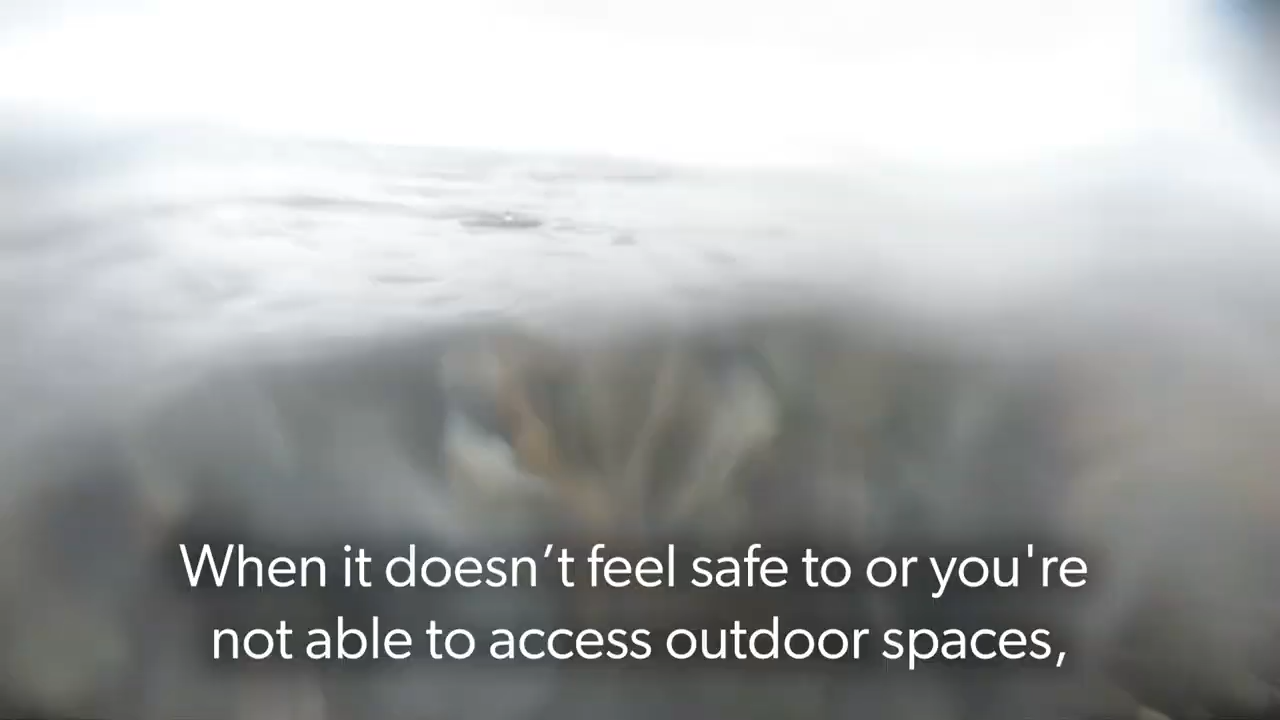 When it doesn’t feel safe to or you're
not able to access outdoor spaces,